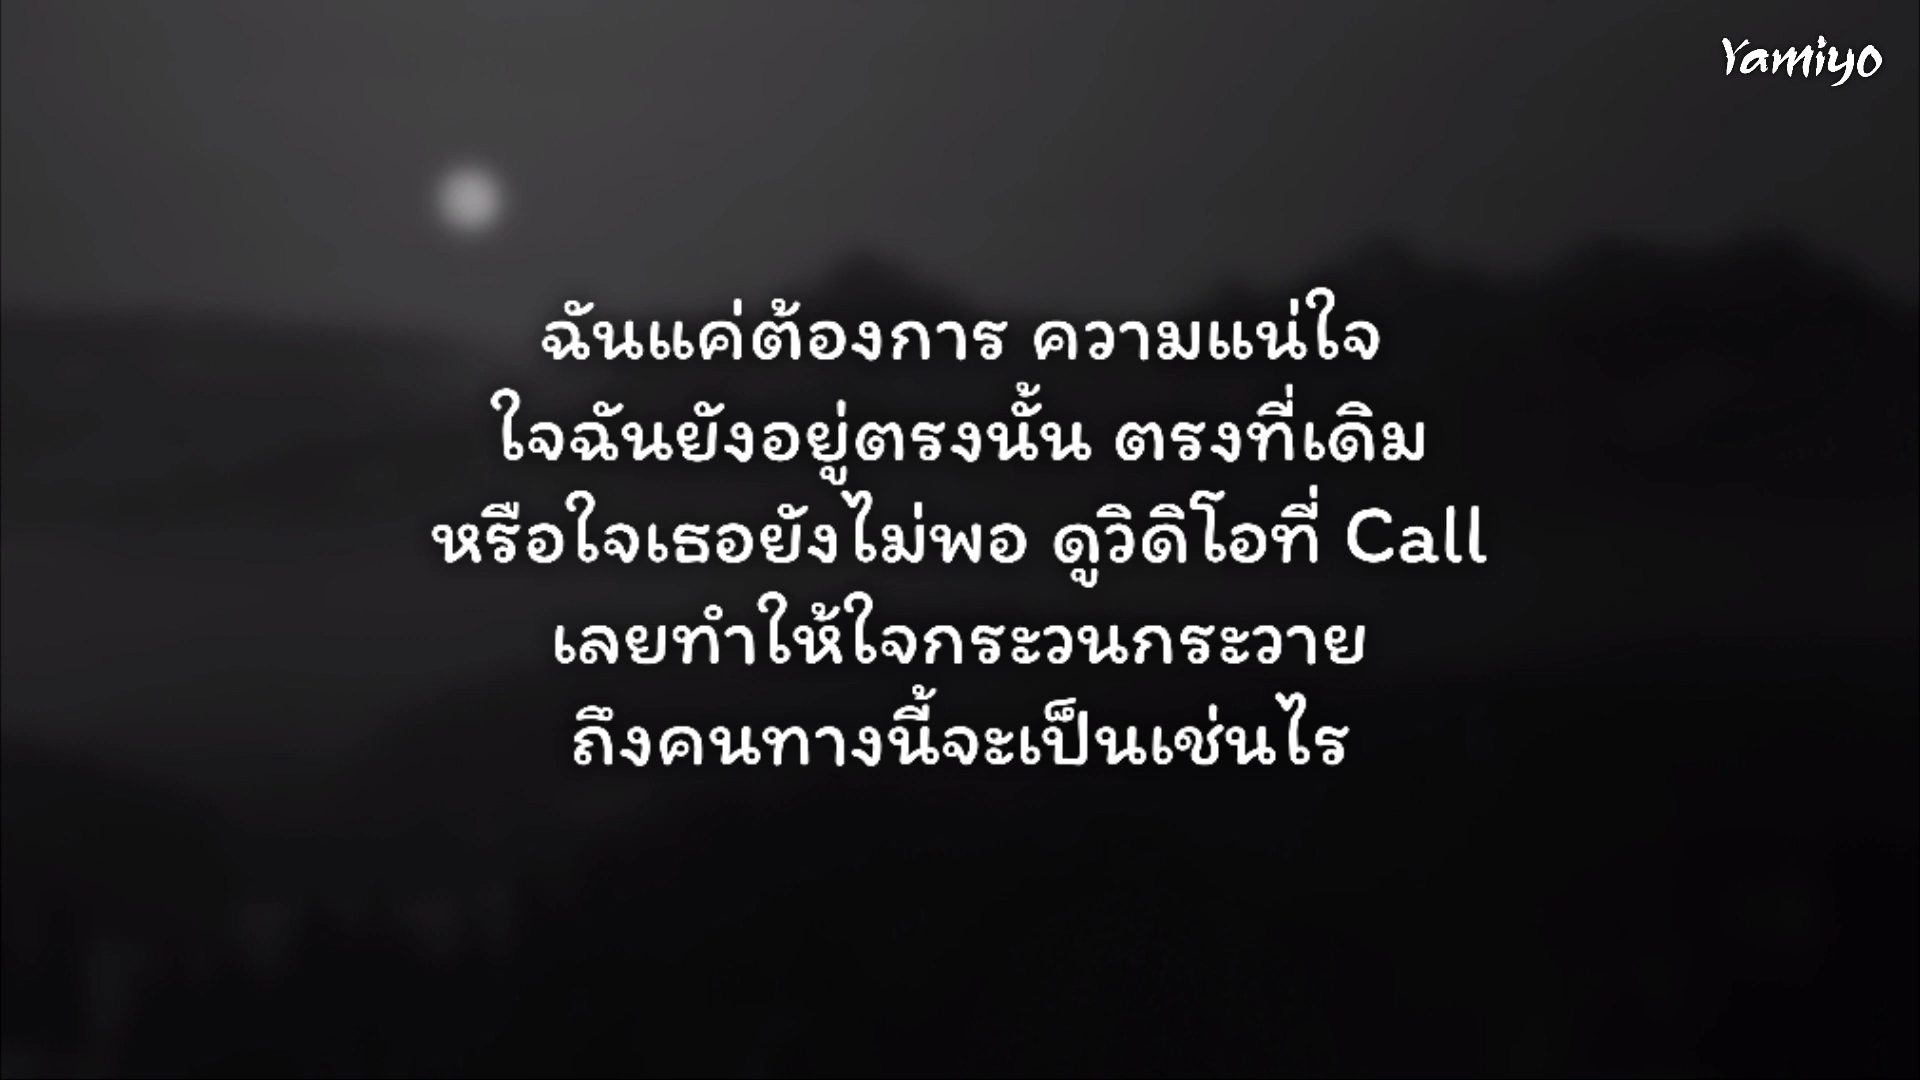 Yamiyo
ฉันแค่ต้องการ ความแน่ใจ
ใจฉันยังอยู่ตรงนั้น ตรงที่เดิม
หรือใจเธอยังไม่พอ ดูวิดิโอที่ Call
เลยทำให้ใจกระวนกระวาย
ถึงคนทางนี้จะเป็นเช่นไร